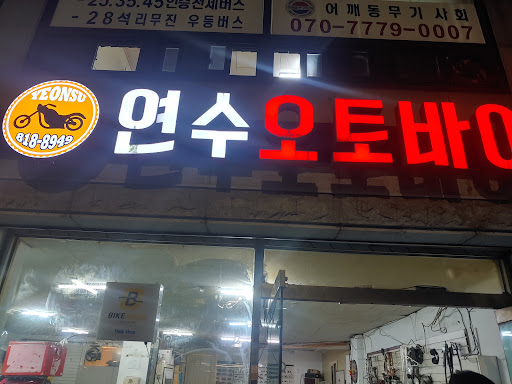 -25.35.45인승전세버스
-28석리무진 우등버스
어깨동무기사회
070-7779-0007
YEONSU
818-8949
연수오토바이
BIKE